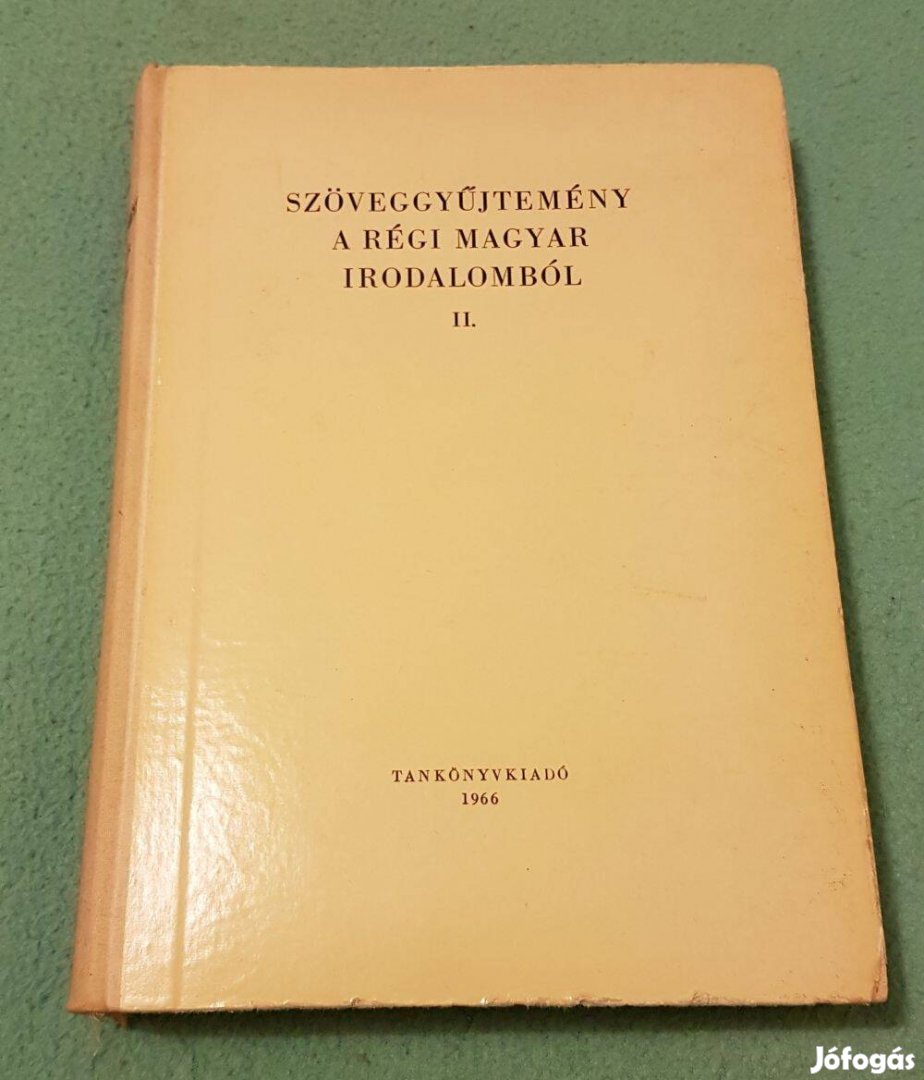 SZÖVEGGYŰJTEMÉNY
A RÉGI MAGYAR
IRODALOMBÓL
II.
TANKÖNYVKIADÓ
1966
Jófogás